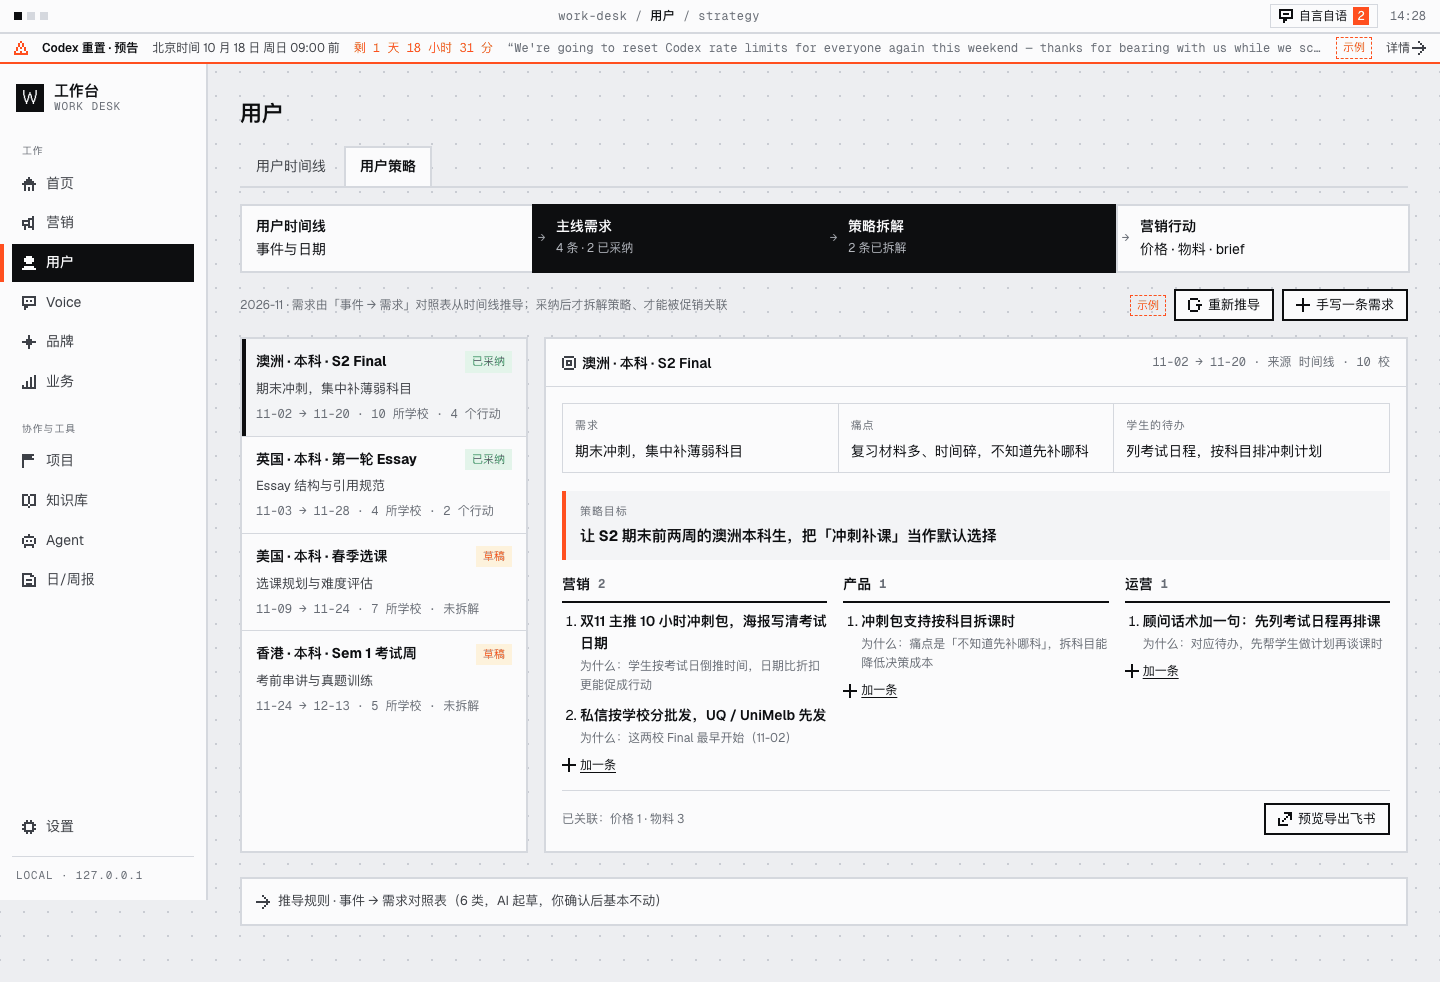 work-desk / 用户 / strategy
自言自语 2
14:28
Codex 重置 · 预告 北京时间 10 月 18 日 周日 09:00 前 剩 1 天 18 小时 31 分 “We're going to reset Codex rate limits for everyone again this weekend — thanks for bearing with us while we sc… 示例 详情
W
工作台
WORK DESK
工作
首页
营销
用户
Voice
品牌
业务
协作与工具
项目
知识库
Agent
日/周报
设置
LOCAL · 127.0.0.1
用户
用户时间线
用户策略
用户时间线
事件与日期
→
主线需求
4 条 · 2 已采纳
→
策略拆解
2 条已拆解
→
营销行动
价格 · 物料 · brief
2026-11 · 需求由「事件 → 需求」对照表从时间线推导；采纳后才拆解策略、才能被促销关联
示例
重新推导
手写一条需求
澳洲 · 本科 · S2 Final 已采纳
期末冲刺，集中补薄弱科目
11-02 → 11-20 · 10 所学校 · 4 个行动
英国 · 本科 · 第一轮 Essay 已采纳
Essay 结构与引用规范
11-03 → 11-28 · 4 所学校 · 2 个行动
美国 · 本科 · 春季选课 草稿
选课规划与难度评估
11-09 → 11-24 · 7 所学校 · 未拆解
香港 · 本科 · Sem 1 考试周 草稿
考前串讲与真题训练
11-24 → 12-13 · 5 所学校 · 未拆解
澳洲 · 本科 · S2 Final
11-02 → 11-20 · 来源 时间线 · 10 校
需求
期末冲刺，集中补薄弱科目
痛点
复习材料多、时间碎，不知道先补哪科
学生的待办
列考试日程，按科目排冲刺计划
策略目标
让 S2 期末前两周的澳洲本科生，把「冲刺补课」当作默认选择
营销 2
1. 双11 主推 10 小时冲刺包，海报写清考试
日期
为什么：学生按考试日倒推时间，日期比折扣
更能促成行动
2. 私信按学校分批发，UQ / UniMelb 先发
为什么：这两校 Final 最早开始（11-02）
加一条
产品 1
1. 冲刺包支持按科目拆课时
为什么：痛点是「不知道先补哪科」，拆科目能
降低决策成本
加一条
运营 1
1. 顾问话术加一句：先列考试日程再排课
为什么：对应待办，先帮学生做计划再谈课时
加一条
已关联：价格 1 · 物料 3
预览导出飞书
推导规则 · 事件 → 需求对照表（6 类，AI 起草，你确认后基本不动）